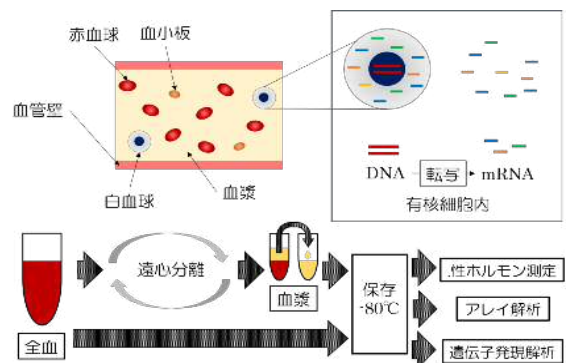 赤血球
血小板
血管壁
白血球
血漿
DNA 転写 mRNA
有核細胞内
全血
遠心分離
血漿
保存
-80℃
性ホルモン測定
アレイ解析
遺伝子発現解析